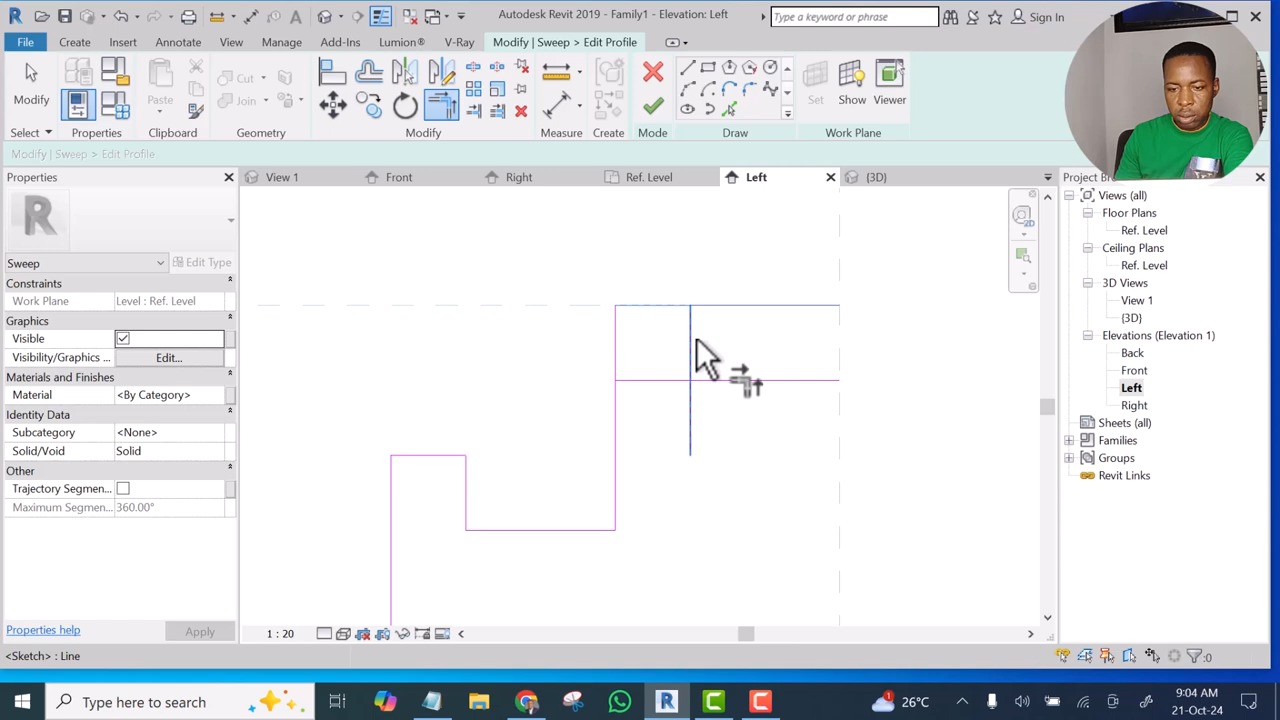 Autodesk Revit 2019 - Family1 - Elevation: Left
Type a keyword or phrase
Sign In
File
Create
Insert
Annotate
View
Manage
Add-Ins
Lumion®
V-Ray
Modify | Sweep > Edit Profile
Modify
Paste
Cut
Join
Set
Show
Viewer
Select
Properties
Clipboard
Geometry
Modify
Measure
Create
Mode
Draw
Work Plane
Modify | Sweep > Edit Profile
Properties
View 1
Front
Right
Ref. Level
Left
{3D}
Project Br
Sweep
Edit Type
Constraints
Work Plane
Level : Ref. Level
Graphics
Visible
Visibility/Graphics ...
Edit...
Materials and Finishes
Material
<By Category>
Identity Data
Subcategory
<None>
Solid/Void
Solid
Other
Trajectory Segmen...
Maximum Segmen...
360.00°
Properties help
Apply
Views (all)
Floor Plans
Ref. Level
Ceiling Plans
Ref. Level
3D Views
View 1
{3D}
Elevations (Elevation 1)
Back
Front
Left
Right
Sheets (all)
Families
Groups
Revit Links
1 : 20
<Sketch> : Line
:0
Type here to search
1
26°C
9:04 AM
21-Oct-24